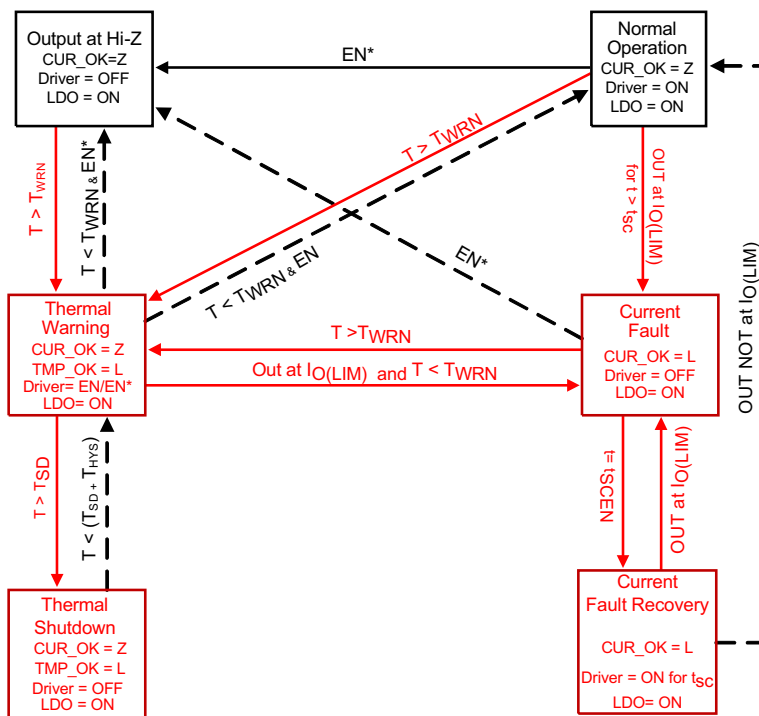 Output at Hi-Z
CUR_OK=Z
Driver = OFF
LDO = ON
EN*
Normal
Operation
CUR_OK = Z
Driver = ON
LDO = ON
T > TWRN
T < TWRN & EN*
T > TWRN
T < TWRN & EN
EN*
OUT at IO(LIM)
for t > tSC
OUT NOT at IO(LIM)
Thermal
Warning
CUR_OK = Z
TMP_OK = L
Driver= EN/EN*
LDO= ON
T >TWRN
Out at IO(LIM) and T < TWRN
Current
Fault
CUR_OK = L
Driver = OFF
LDO= ON
T > TSD
T < (TSD + THYS)
t= tSCEN
OUT at IO(LIM)
Thermal
Shutdown
CUR_OK = Z
TMP_OK = L
Driver = OFF
LDO = ON
Current
Fault Recovery
CUR_OK = L
Driver = ON for tSC
LDO= ON